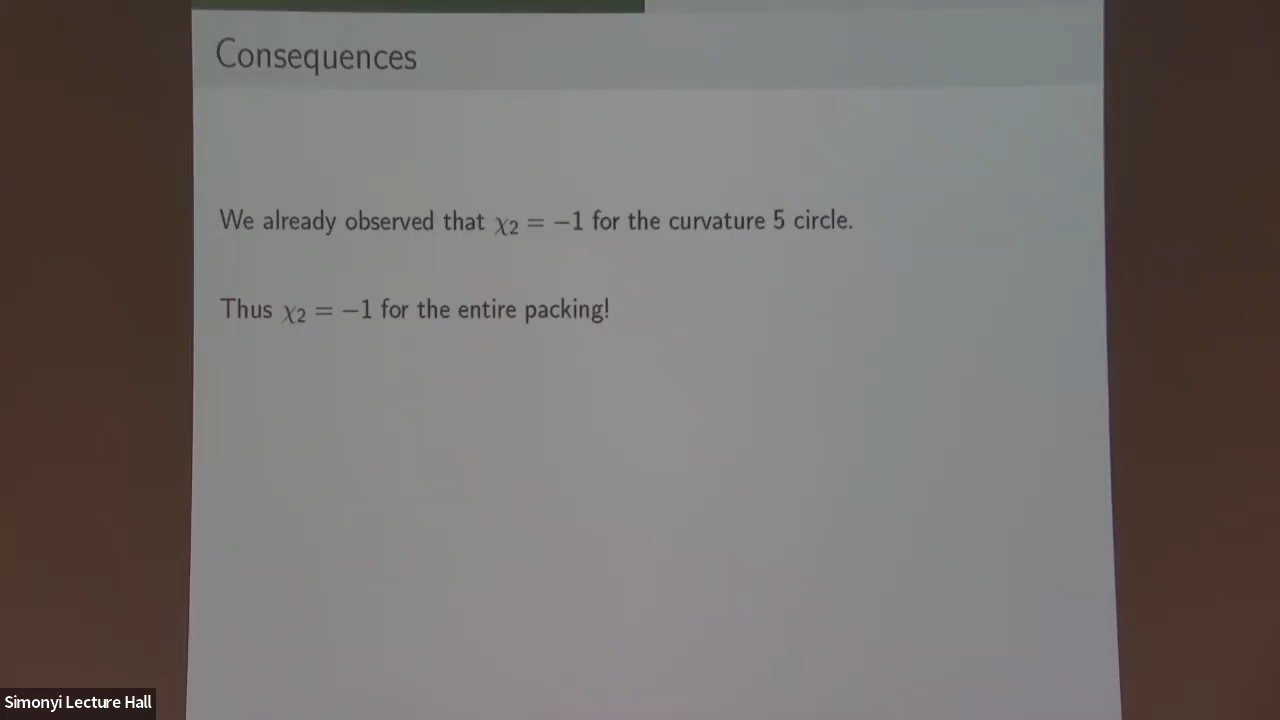 Consequences
We already observed that χ₂ = −1 for the curvature 5 circle.
Thus χ₂ = −1 for the entire packing!
Simonyi Lecture Hall